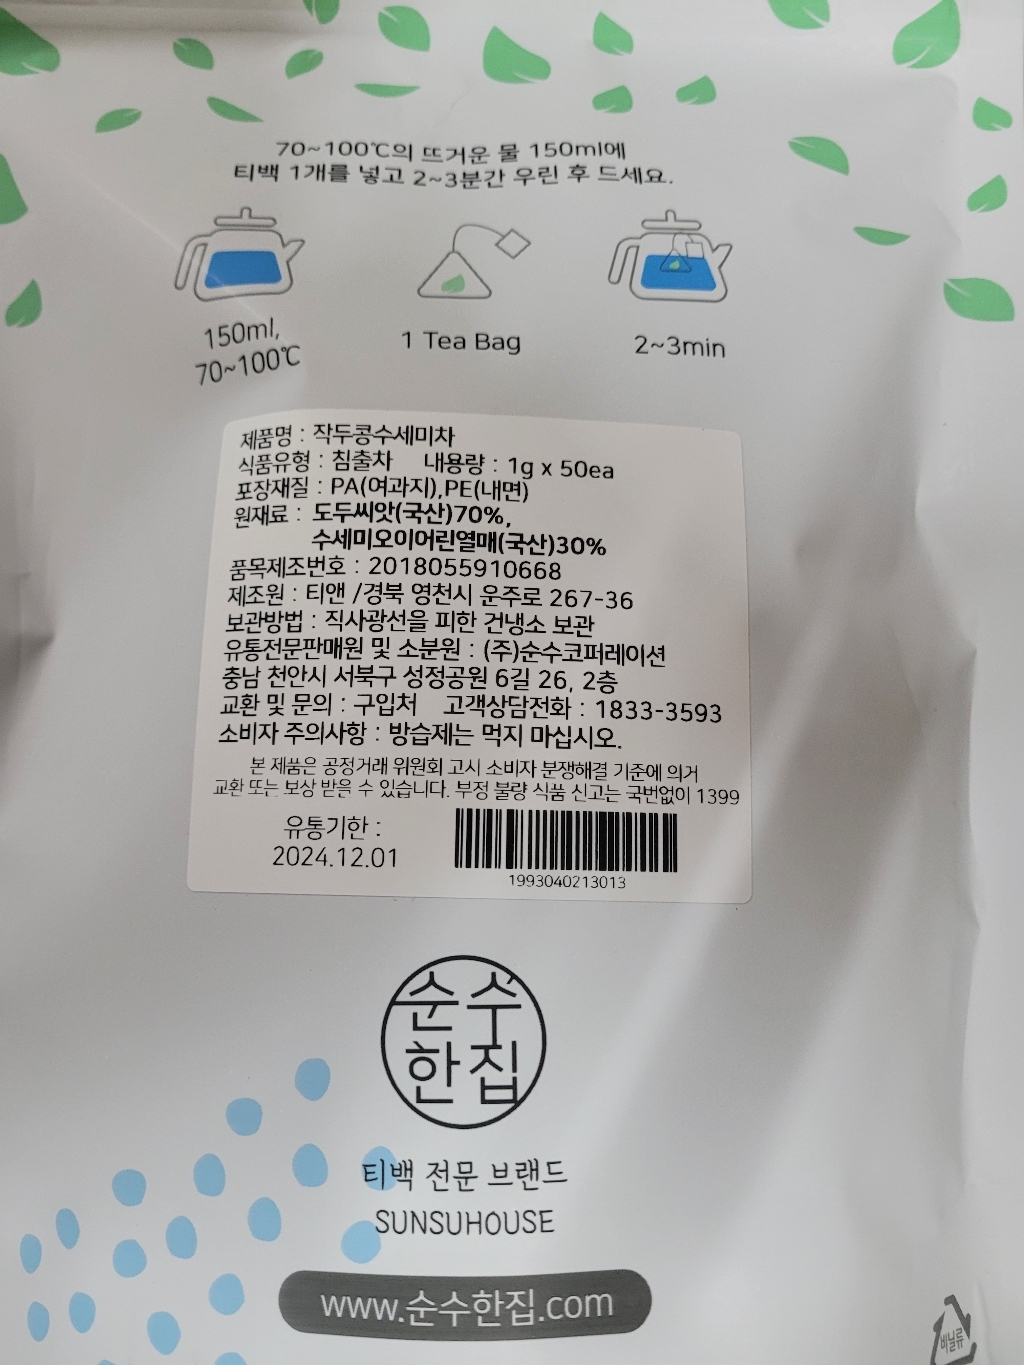 70~100℃의 뜨거운 물 150ml에
티백 1개를 넣고 2~3분간 우린 후 드세요.
150ml,
70~100℃
1 Tea Bag
2~3min
제품명 : 작두콩수세미차
식품유형 : 침출차 내용량 : 1g x 50ea
포장재질 : PA(여과지),PE(내면)
원재료 : 도두씨앗(국산)70%,
수세미오이어린열매(국산)30%
품목제조번호 : 2018055910668
제조원 : 티앤 /경북 영천시 운주로 267-36
보관방법 : 직사광선을 피한 건냉소 보관
유통전문판매원 및 소분원 : (주)순수코퍼레이션
충남 천안시 서북구 성정공원 6길 26, 2층
교환 및 문의 : 구입처 고객상담전화 : 1833-3593
소비자 주의사항 : 방습제는 먹지 마십시오.
본 제품은 공정거래 위원회 고시 소비자 분쟁해결 기준에 의거
교환 또는 보상 받을 수 있습니다. 부정 불량 식품 신고는 국번없이 1399
유통기한 :
2024.12.01
1993040213013
순수
한집
티백 전문 브랜드
SUNSUHOUSE
www.순수한집.com
비닐류